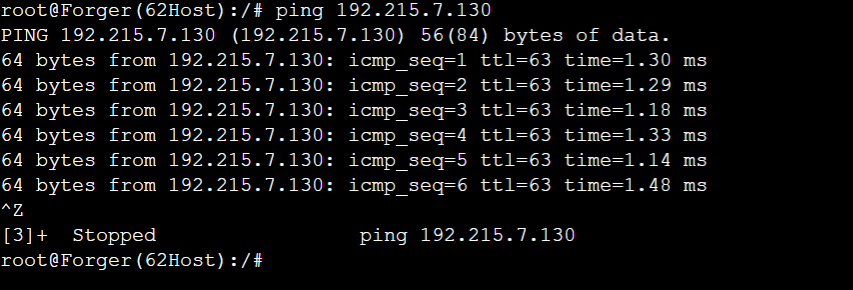 root@Forger(62Host):/# ping 192.215.7.130
PING 192.215.7.130 (192.215.7.130) 56(84) bytes of data.
64 bytes from 192.215.7.130: icmp_seq=1 ttl=63 time=1.30 ms
64 bytes from 192.215.7.130: icmp_seq=2 ttl=63 time=1.29 ms
64 bytes from 192.215.7.130: icmp_seq=3 ttl=63 time=1.18 ms
64 bytes from 192.215.7.130: icmp_seq=4 ttl=63 time=1.33 ms
64 bytes from 192.215.7.130: icmp_seq=5 ttl=63 time=1.14 ms
64 bytes from 192.215.7.130: icmp_seq=6 ttl=63 time=1.48 ms
^Z
[3]+  Stopped                 ping 192.215.7.130
root@Forger(62Host):/#